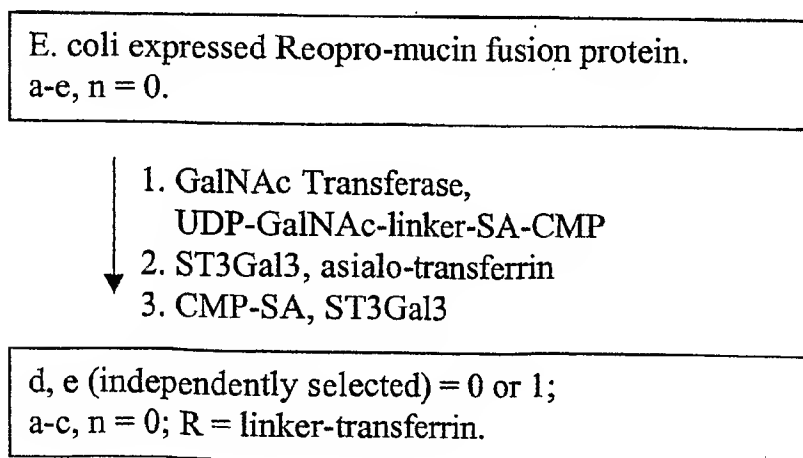 E. coli expressed Reopro-mucin fusion protein.
a-e, n = 0.
1. GalNAc Transferase,
UDP-GalNAc-linker-SA-CMP
2. ST3Gal3, asialo-transferrin
3. CMP-SA, ST3Gal3
d, e (independently selected) = 0 or 1;
a-c, n = 0; R = linker-transferrin.